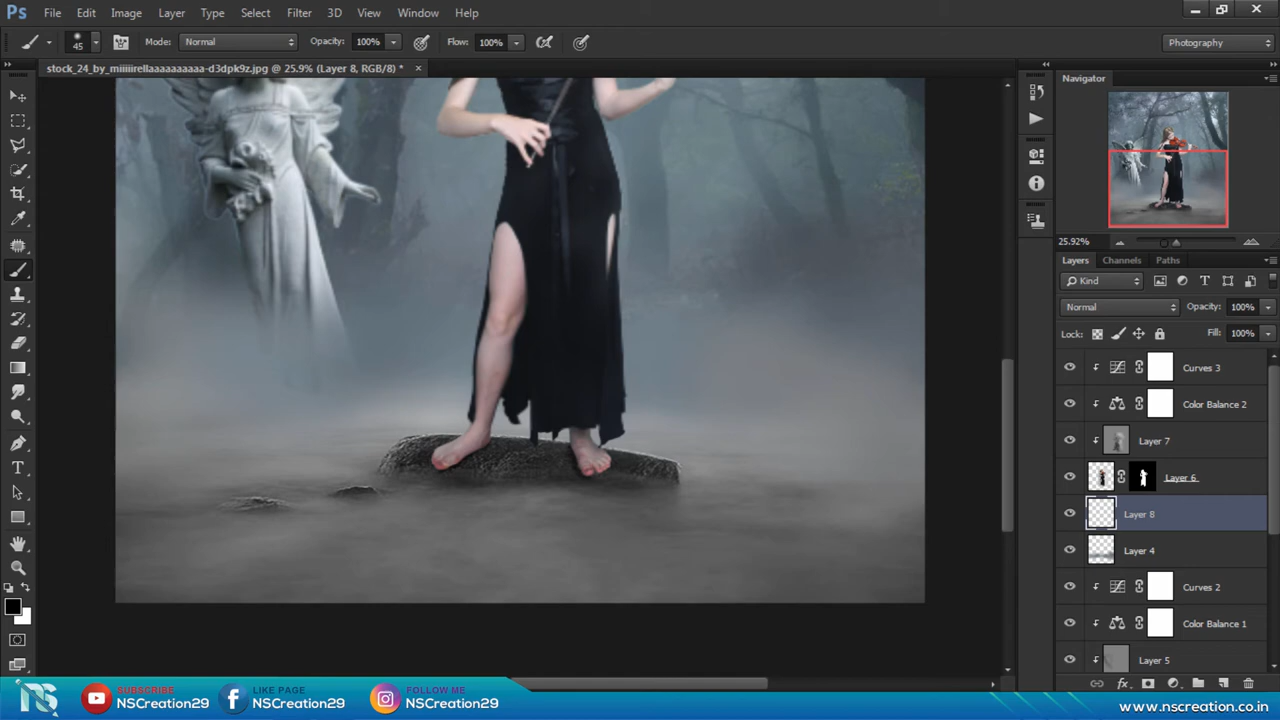 Ps File Edit Image Layer Type Select Filter 3D View Window Help
45 Mode: Normal Opacity: 100% Flow: 100% Photography
stock_24_by_miiiiirellaaaaaaaaaa-d3dpk9z.jpg @ 25.9% (Layer 8, RGB/8) *
Navigator
25.92%
Layers Channels Paths
Kind
Normal Opacity: 100%
Lock: Fill: 100%
Curves 3
Color Balance 2
Layer 7
Layer 6
Layer 8
Layer 4
Curves 2
Color Balance 1
Layer 5
NS SUBSCRIBE NSCreation29 LIKE PAGE NSCreation29 FOLLOW ME NSCreation29 www.nscreation.co.in